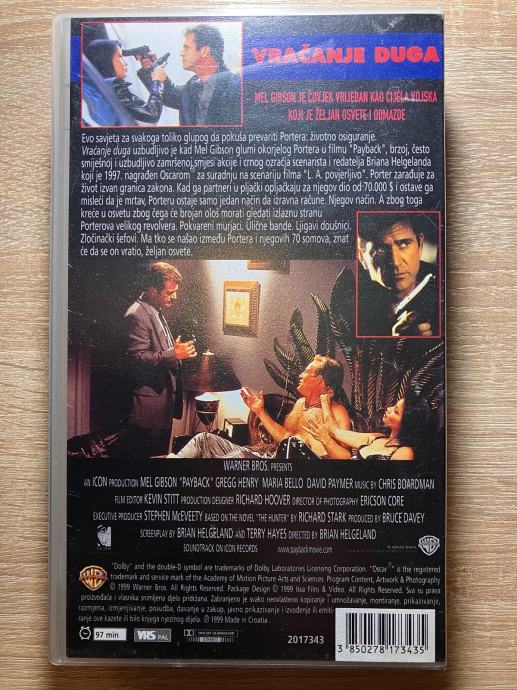 VRAĆANJE DUGA
MEL GIBSON JE ČOVJEK VRIJEDAN KAO CIJELA VOJSKA
KOJI JE ŽELJAN OSVETE I OBMAZDE
Evo savjeta za svakoga toliko glupog da pokuša prevariti Portera: životno osiguranje.
Vraćanje duga uzbudljivo je kad Mel Gibson glumi okorjelog Portera u filmu "Payback", brzoj, često
smiješnoj i uzbudljivo zamršenoj smjesi akcije i crnog ozračja scenarista i redatelja Briana Helgelanda
koji je 1997. nagrađen Oscarom™ za suradnju na scenariju filma "L. A. povjerljivo". Porter zarađuje za
život izvan granica zakona. Kad ga partneri u pljački opljačkaju za njegov dio od 70.000 $ i ostave ga
misleći da je mrtav, Porteru ostaje samo jedan način da izravna račune. Njegov način. A zbog toga
kreće u osvetu zbog čega će brojan ološ morati gledati izlaznu stranu
Porterova velikog revolvera. Pokvareni murjaci. Ulične bande. Ljigavi doušnici.
Zločinački šefovi. Ma tko se našao između Portera i njegovih 70 somova, znat
će da se on vratio, željan osvete.
WARNER BROS. PRESENTS
AN ICON PRODUCTION MEL GIBSON "PAYBACK" GREGG HENRY MARIA BELLO DAVID PAYMER MUSIC BY CHRIS BOARDMAN
FILM EDITOR KEVIN STITT PRODUCTION DESIGNER RICHARD HOOVER DIRECTOR OF PHOTOGRAPHY ERICSON CORE
EXECUTIVE PRODUCER STEPHEN McEVEETY BASED ON THE NOVEL "THE HUNTER" BY RICHARD STARK PRODUCED BY BRUCE DAVEY
SCREENPLAY BY BRIAN HELGELAND AND TERRY HAYES DIRECTED BY BRIAN HELGELAND
SOUNDTRACK ON ICON RECORDS www.paybackmovie.com
ICON
WARNER BROS.
"Dolby" and the double-D symbol are trademarks of Dolby Laboratories Licensing Corporation. "Oscar"® is the registered
trademark and service mark of the Academy of Motion Picture Arts and Sciences. Program Content, Artwork & Photography
© 1999 Warner Bros. All Rights Reserved. Package Design © 1999 Issa Film & Video. All Rights Reserved. Sva su prava
proizvođača i vlasnika snimljena djela pridržana. Zabranjeno je svako neovlašteno kopiranje i umnožavanje, montiranje, prikazivanje,
razmjena, izmjenjivanje, posudba, davanje u zakup, javno prikazivanje i izvođenje ili emiti-
ranje ove kazete ili bilo kojega njezinog dijela. © 1999 Made in Croatia
97 min VHS PAL DOLBY SURROUND STEREO 2017343
3 850278 173435